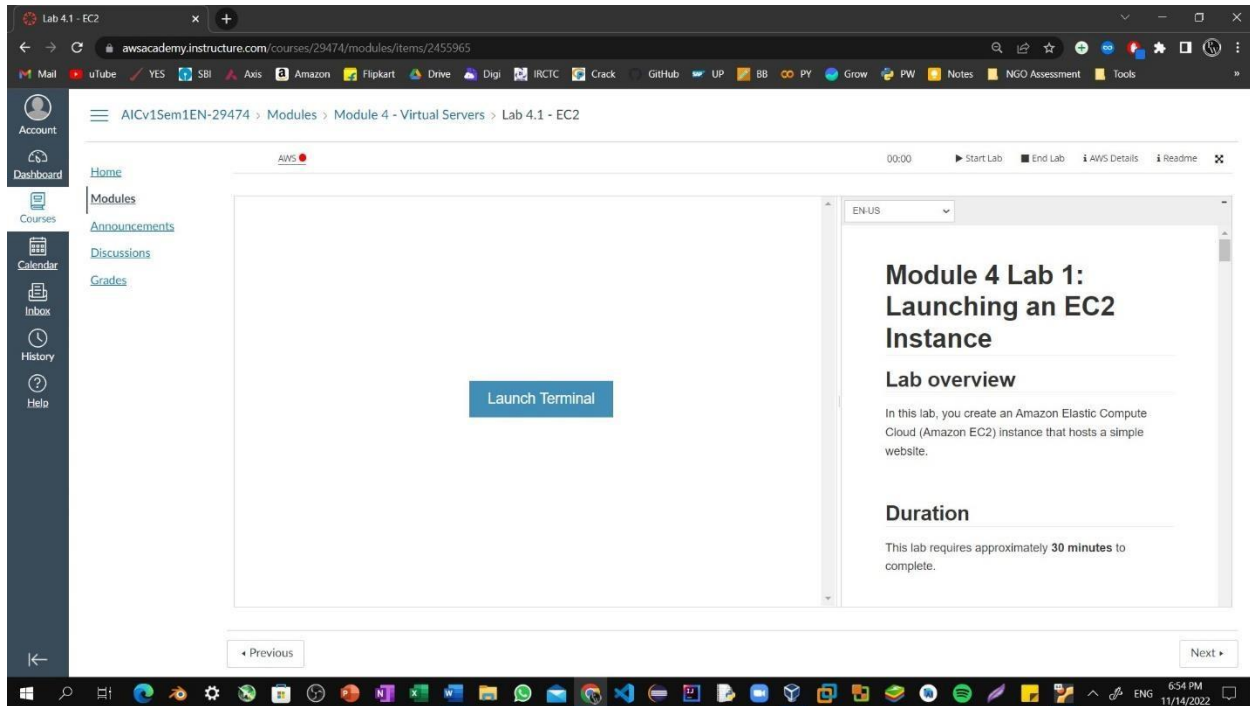 Lab 4.1 - EC2
awsacademy.instructure.com/courses/29474/modules/items/2455965
Mail uTube YES SBI Axis Amazon Flipkart Drive Digi IRCTC Crack GitHub UP BB PY Grow PW Notes NGO Assessment Tools »
Account
Dashboard
Courses
Calendar
Inbox
History
Help
AICv1Sem1EN-29474 > Modules > Module 4 - Virtual Servers > Lab 4.1 - EC2
Home
Modules
Announcements
Discussions
Grades
AWS
00:00 Start Lab End Lab AWS Details Readme
Launch Terminal
EN-US
Module 4 Lab 1:
Launching an EC2
Instance
Lab overview
In this lab, you create an Amazon Elastic Compute
Cloud (Amazon EC2) instance that hosts a simple
website.
Duration
This lab requires approximately 30 minutes to
complete.
Previous
Next
ENG
6:54 PM
11/14/2022